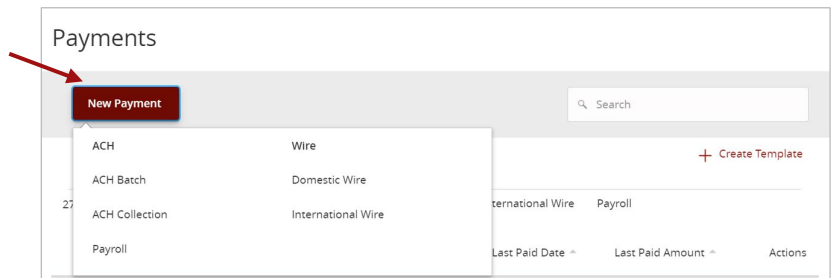 Payments
New Payment
Search
ACH Wire
Create Template
ACH Batch Domestic Wire
27 ternational Wire Payroll
ACH Collection International Wire
Payroll
Last Paid Date Last Paid Amount Actions